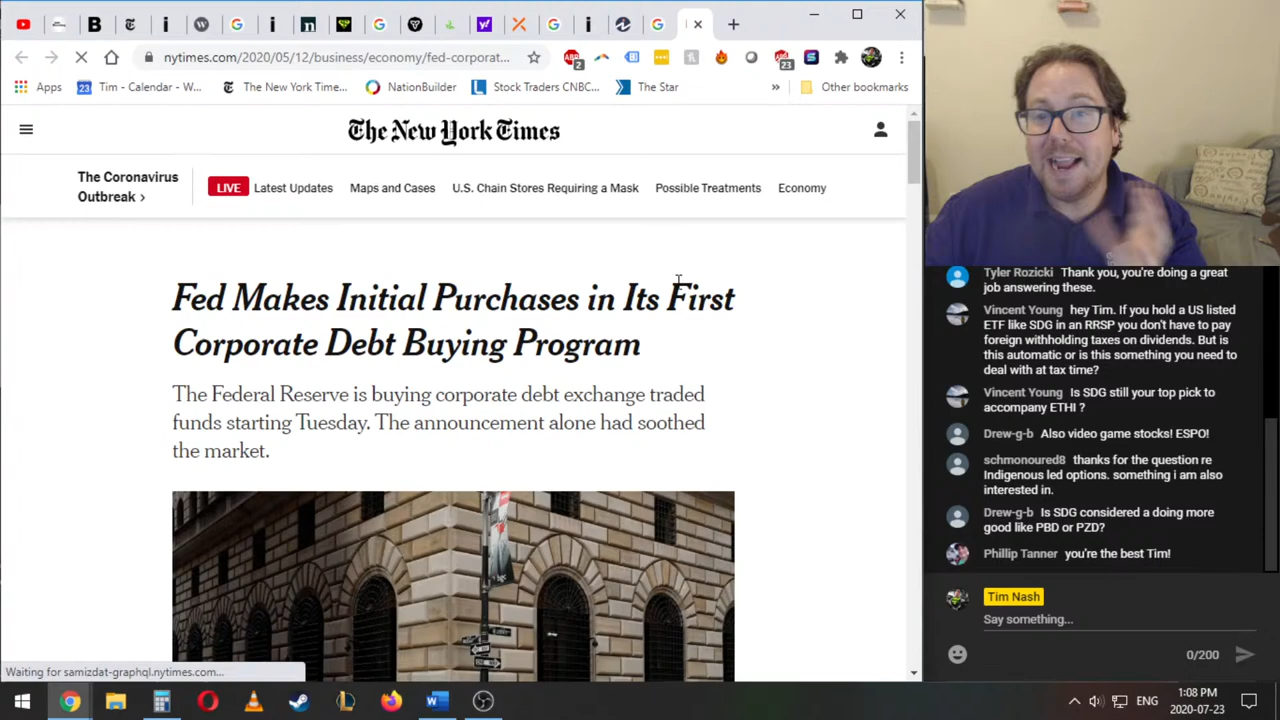 nytimes.com/2020/05/12/business/economy/fed-corporat...
2
23
Apps
Tim - Calendar - W...
The New York Time...
NationBuilder
Stock Traders CNBC...
The Star
»
Other bookmarks
The New York Times
The Coronavirus
Outbreak >
LIVE Latest Updates
Maps and Cases
U.S. Chain Stores Requiring a Mask
Possible Treatments
Economy
Fed Makes Initial Purchases in Its First
Corporate Debt Buying Program
The Federal Reserve is buying corporate debt exchange traded
funds starting Tuesday. The announcement alone had soothed
the market.
Waiting for samizdat-graphql.nytimes.com...
Tyler Rozicki Thank you, you're doing a great
job answering these.
Vincent Young hey Tim. If you hold a US listed
ETF like SDG in an RRSP you don't have to pay
foreign withholding taxes on dividends. But is
this automatic or is this something you need to
deal with at tax time?
Vincent Young Is SDG still your top pick to
accompany ETHI ?
Drew-g-b Also video game stocks! ESPO!
schmonoured8 thanks for the question re
Indigenous led options. something i am also
interested in.
Drew-g-b Is SDG considered a doing more
good like PBD or PZD?
Phillip Tanner you're the best Tim!
Tim Nash
Say something...
0/200
ENG
1:08 PM
2020-07-23